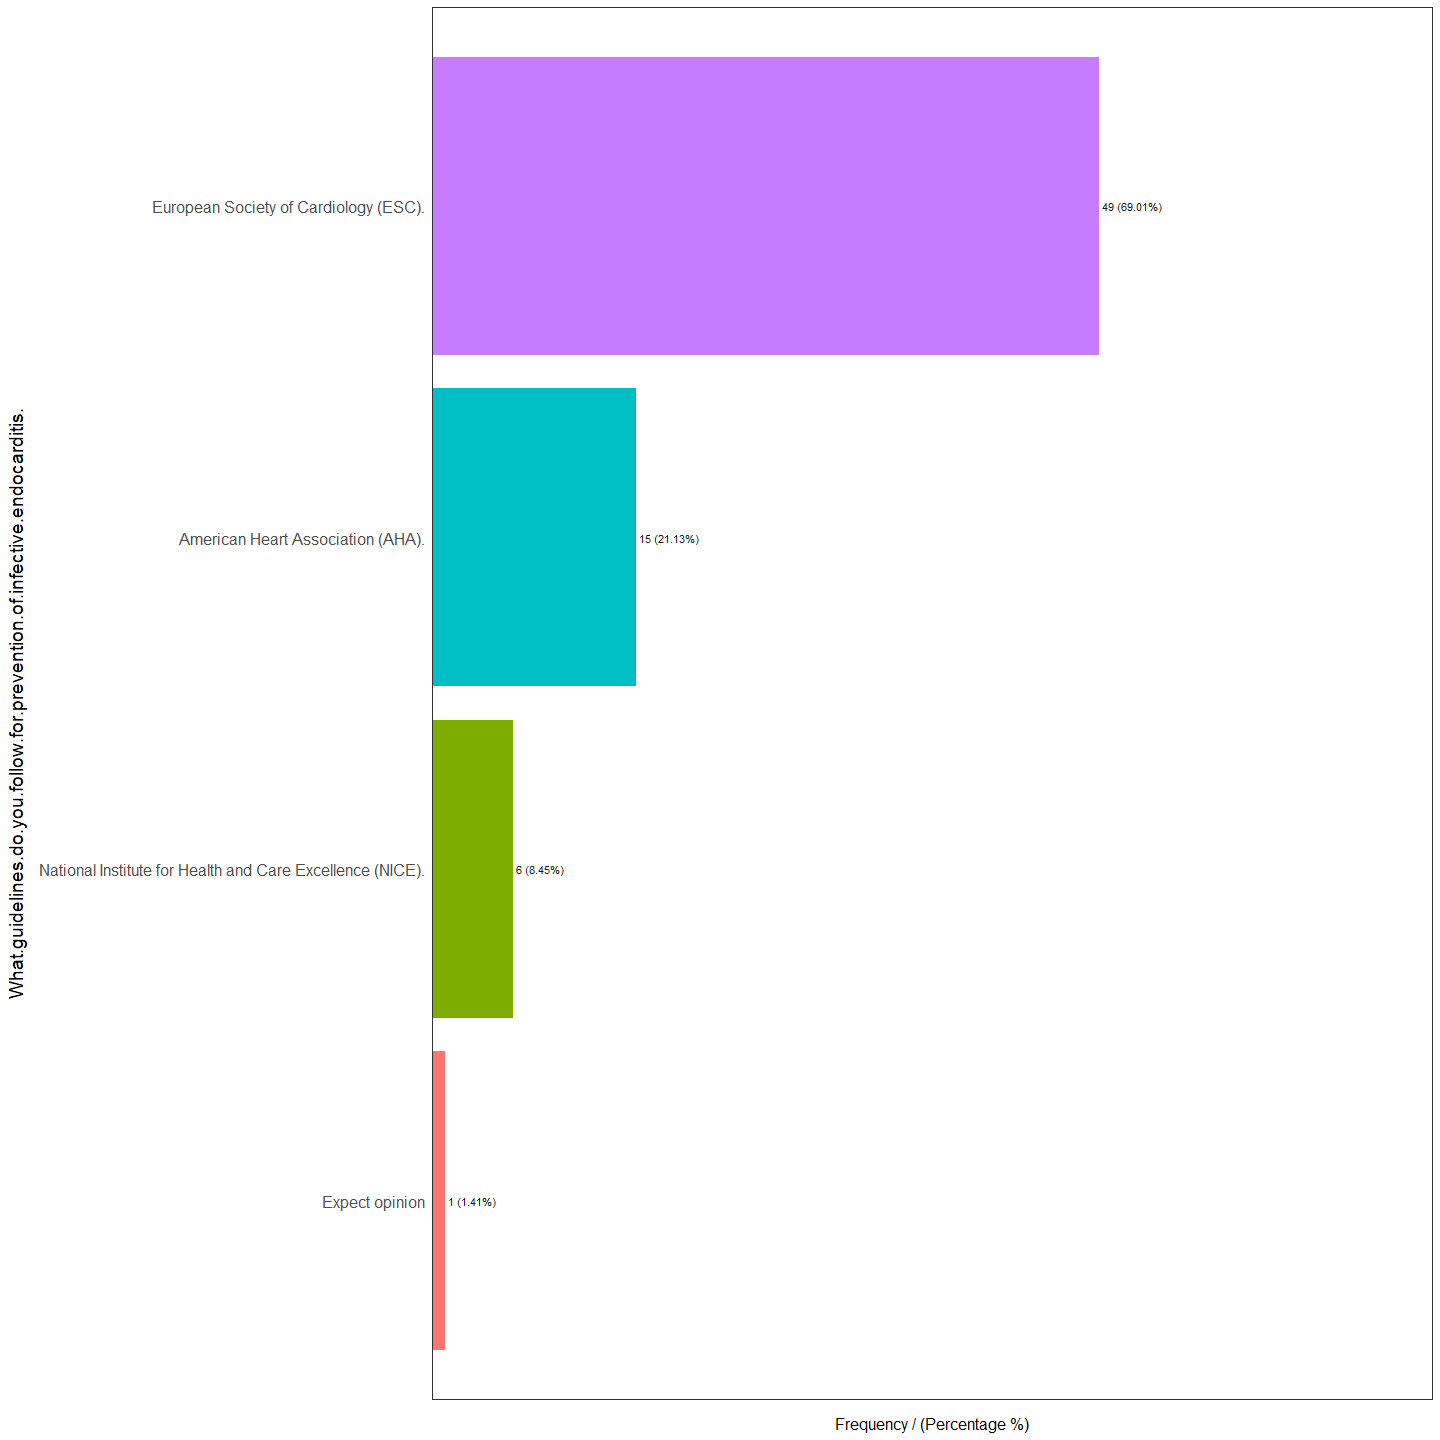 What.guidelines.do.you.follow.for.prevention.of.infective.endocarditis.
European Society of Cardiology (ESC).
49 (69.01%)
American Heart Association (AHA).
15 (21.13%)
National Institute for Health and Care Excellence (NICE).
6 (8.45%)
Expect opinion
1 (1.41%)
Frequency / (Percentage %)